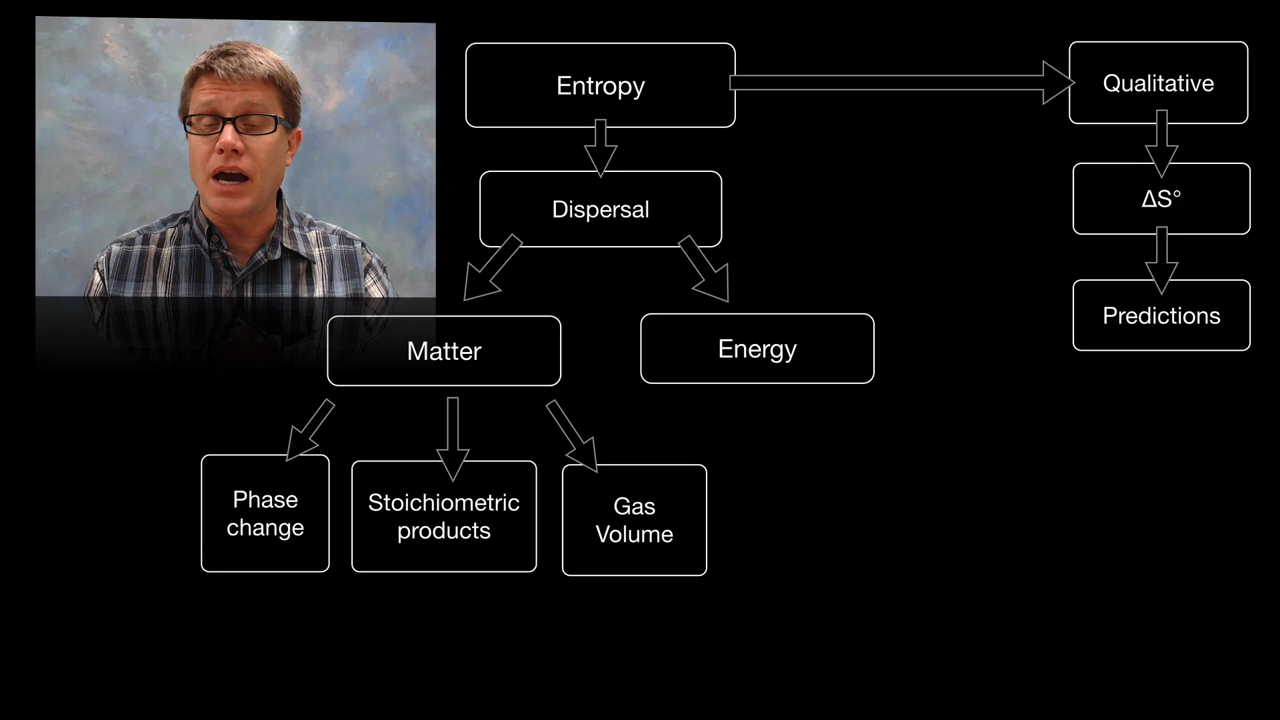 Entropy
Qualitative
Dispersal
ΔS°
Predictions
Matter
Energy
Phase
change
Stoichiometric
products
Gas
Volume